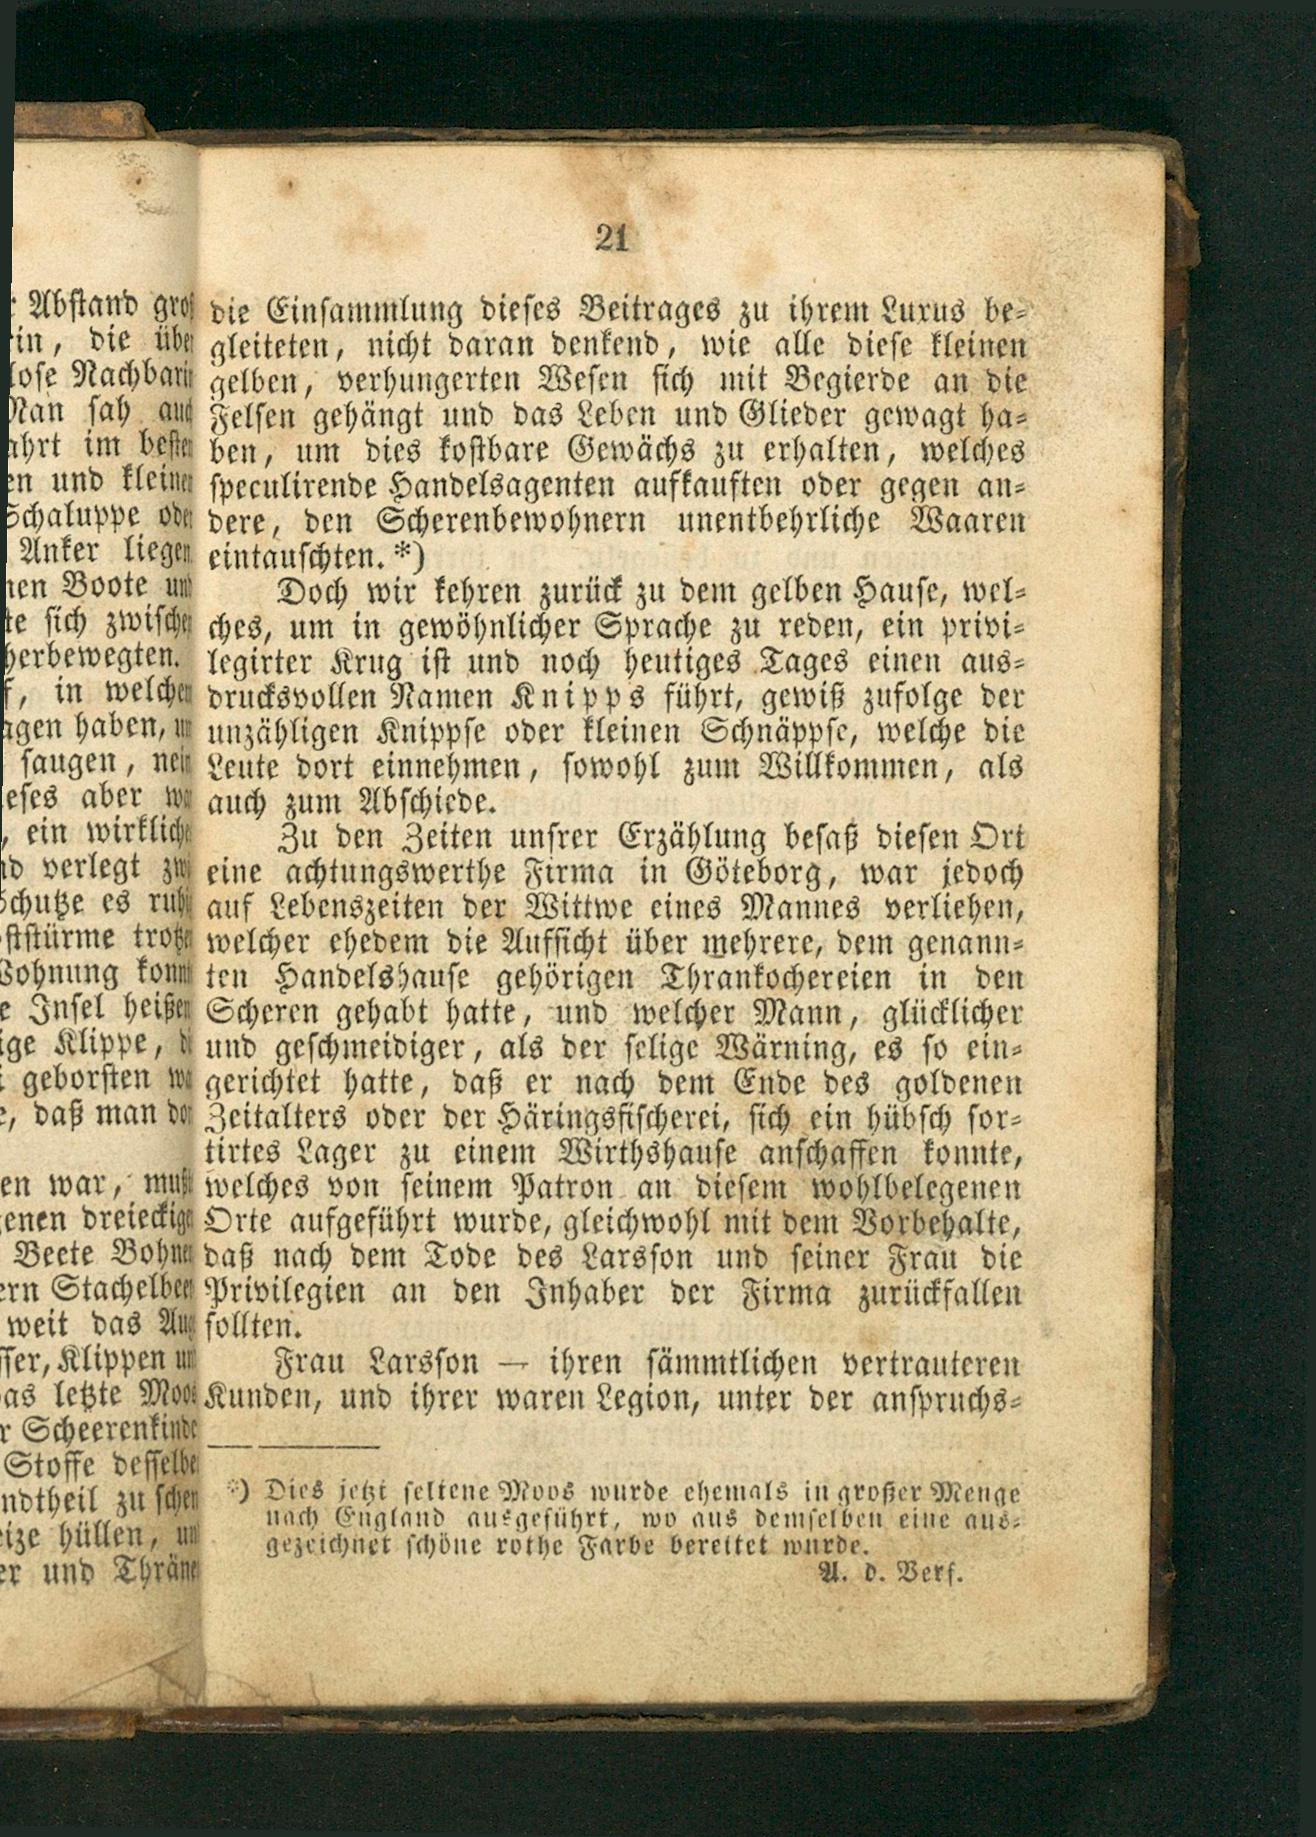 21
die Einsammlung dieses Beitrages zu ihrem Luxus be-
gleiteten, nicht daran denkend, wie alle diese kleinen
gelben, verhungerten Wesen sich mit Begierde an die
Felsen gehängt und das Leben und Glieder gewagt ha-
ben, um dies kostbare Gewächs zu erhalten, welches
speculirende Handelsagenten aufkauften oder gegen an-
dere, den Scherenbewohnern unentbehrliche Waaren
eintauschten. *)
Doch wir kehren zurück zu dem gelben Hause, wel-
ches, um in gewöhnlicher Sprache zu reden, ein privi-
legirter Krug ist und noch heutiges Tages einen aus-
drucksvollen Namen Knipps führt, gewiß zufolge der
unzähligen Knippse oder kleinen Schnäppse, welche die
Leute dort einnehmen, sowohl zum Willkommen, als
auch zum Abschiede.
Zu den Zeiten unsrer Erzählung besaß diesen Ort
eine achtungswerthe Firma in Göteborg, war jedoch
auf Lebenszeiten der Wittwe eines Mannes verliehen,
welcher ehedem die Aufsicht über mehrere, dem genann-
ten Handelshause gehörigen Thrankochereien in den
Scheren gehabt hatte, und welcher Mann, glücklicher
und geschmeidiger, als der selige Wärning, es so ein-
gerichtet hatte, daß er nach dem Ende des goldenen
Zeitalters oder der Häringsfischerei, sich ein hübsch sor-
tirtes Lager zu einem Wirthshause anschaffen konnte,
welches von seinem Patron an diesem wohlbelegenen
Orte aufgeführt wurde, gleichwohl mit dem Vorbehalte,
daß nach dem Tode des Larsson und seiner Frau die
Privilegien an den Inhaber der Firma zurückfallen
sollten.
Frau Larsson — ihren sämmtlichen vertrauteren
Kunden, und ihrer waren Legion, unter der anspruchs-
*) Dies jetzt seltene Moos wurde ehemals in großer Menge
nach England ausgeführt, wo aus demselben eine aus-
gezeichnet schöne rothe Farbe bereitet wurde.
A. d. Verf.